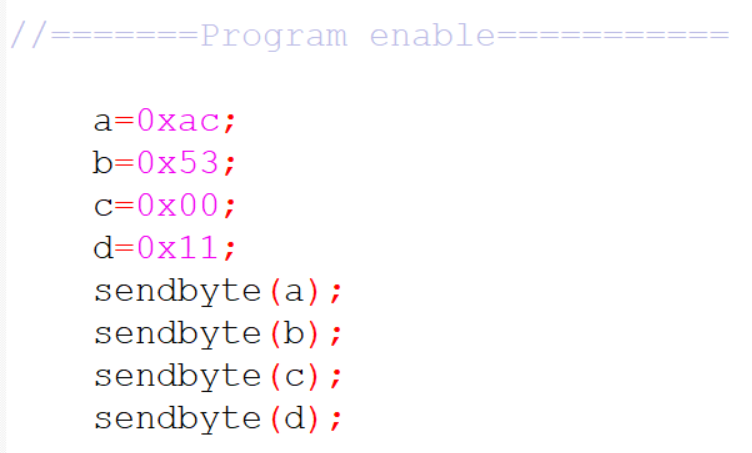 //=======Program enable===========
a=0xac;
b=0x53;
c=0x00;
d=0x11;
sendbyte(a);
sendbyte(b);
sendbyte(c);
sendbyte(d);